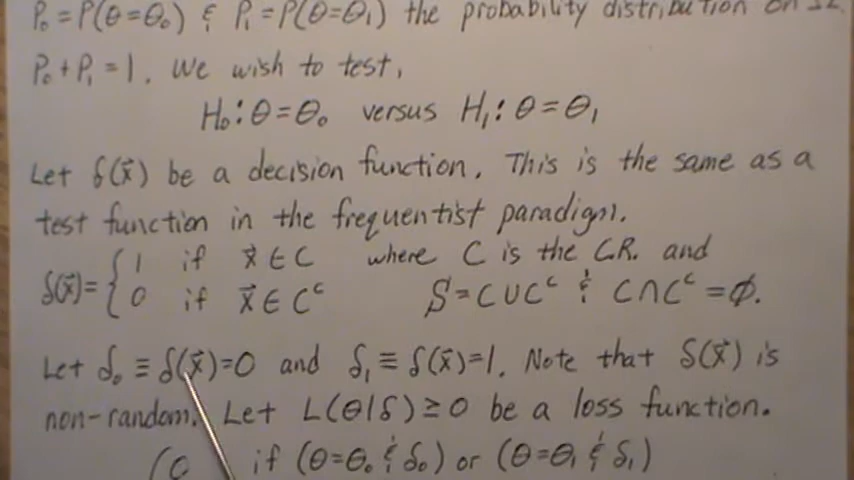 P₀ = P(θ=θ₀) & P₁ = P(θ=θ₁) the probability distribution on Ω
P₀ + P₁ = 1. We wish to test,
H₀: θ = θ₀ versus H₁: θ = θ₁
Let δ(x⃗) be a decision function. This is the same as a
test function in the frequentist paradigm.
δ(x⃗) = { 1 if x⃗ ∈ C where C is the C.R. and
0 if x⃗ ∈ Cᶜ S = C ∪ Cᶜ & C ∩ Cᶜ = ∅.
Let δ₀ ≡ δ(x⃗) = 0 and δ₁ ≡ δ(x⃗) = 1. Note that δ(x⃗) is
non-random. Let L(θ|δ) ≥ 0 be a loss function.
(0 if (θ=θ₀ & δ₀) or (θ=θ₁ & δ₁)